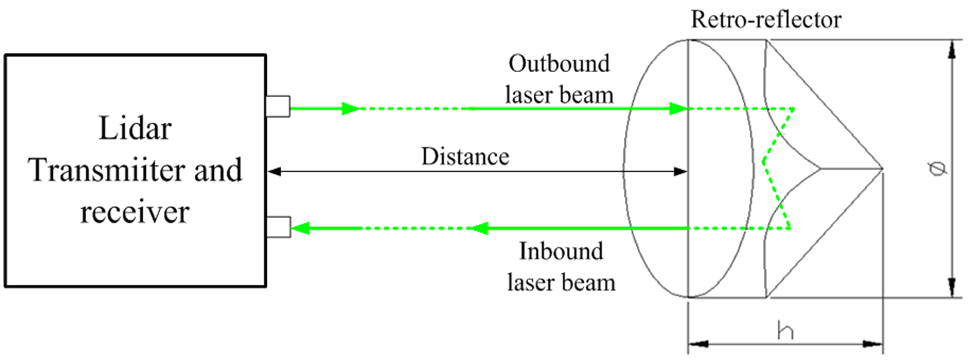 Retro-reflector
Outbound
laser beam
Lidar
Transmiiter and
receiver
Distance
Inbound
laser beam
h
ø